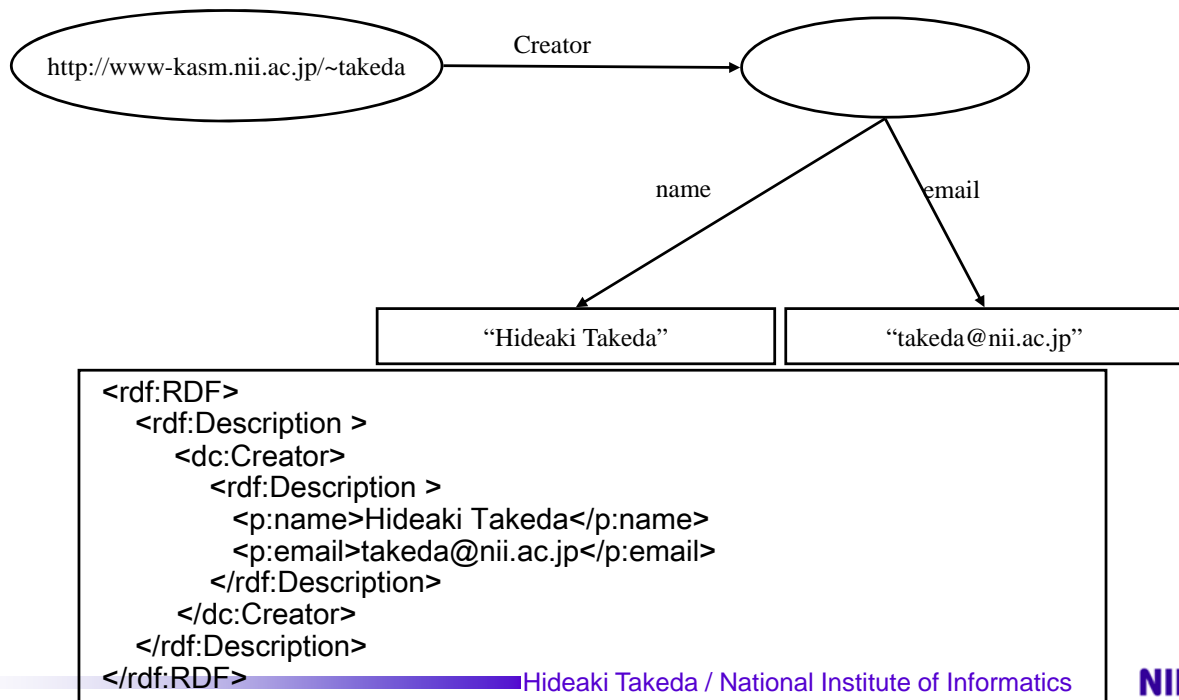 Creator
http://www-kasm.nii.ac.jp/~takeda
name
email
“Hideaki Takeda”
“takeda@nii.ac.jp”
<rdf:RDF>
<rdf:Description >
<dc:Creator>
<rdf:Description >
<p:name>Hideaki Takeda</p:name>
<p:email>takeda@nii.ac.jp</p:email>
</rdf:Description>
</dc:Creator>
</rdf:Description>
</rdf:RDF>
Hideaki Takeda / National Institute of Informatics
NII